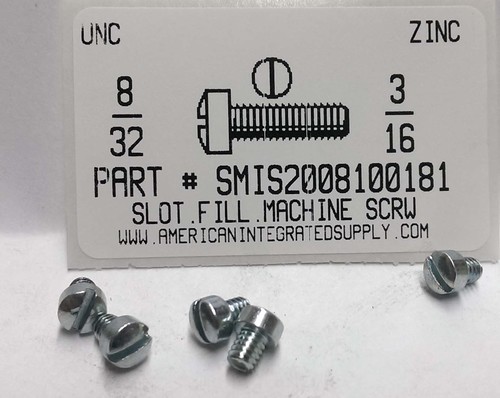 UNC ZINC
8 3
32 16
PART # SMIS2008100181
SLOT.FILL.MACHINE SCRW
WWW.AMERICANINTEGRATEDSUPPLY.COM